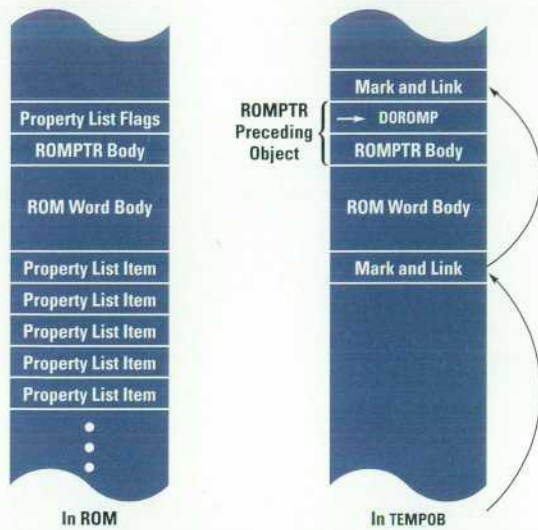 Property List Flags
ROMPTR Body
ROM Word Body
Property List Item
Property List Item
Property List Item
Property List Item
Property List Item
In ROM
ROMPTR
Preceding
Object
Mark and Link
DOROMP
ROMPTR Body
ROM Word Body
Mark and Link
In TEMPOB